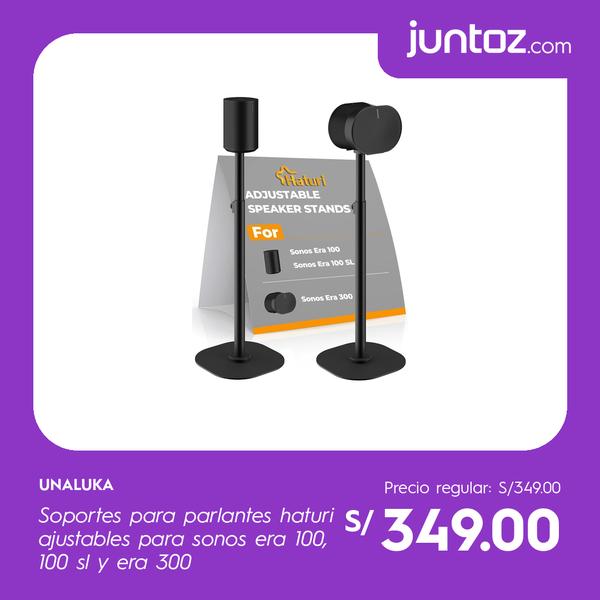 juntoz.com
Haturi
ADJUSTABLE
SPEAKER STANDS
For
Sonos Era 100
Sonos Era 100 SL
Sonos Era 300
UNALUKA
Precio regular: S/349.00
Soportes para parlantes haturi
ajustables para sonos era 100,
100 sl y era 300
S/ 349.00